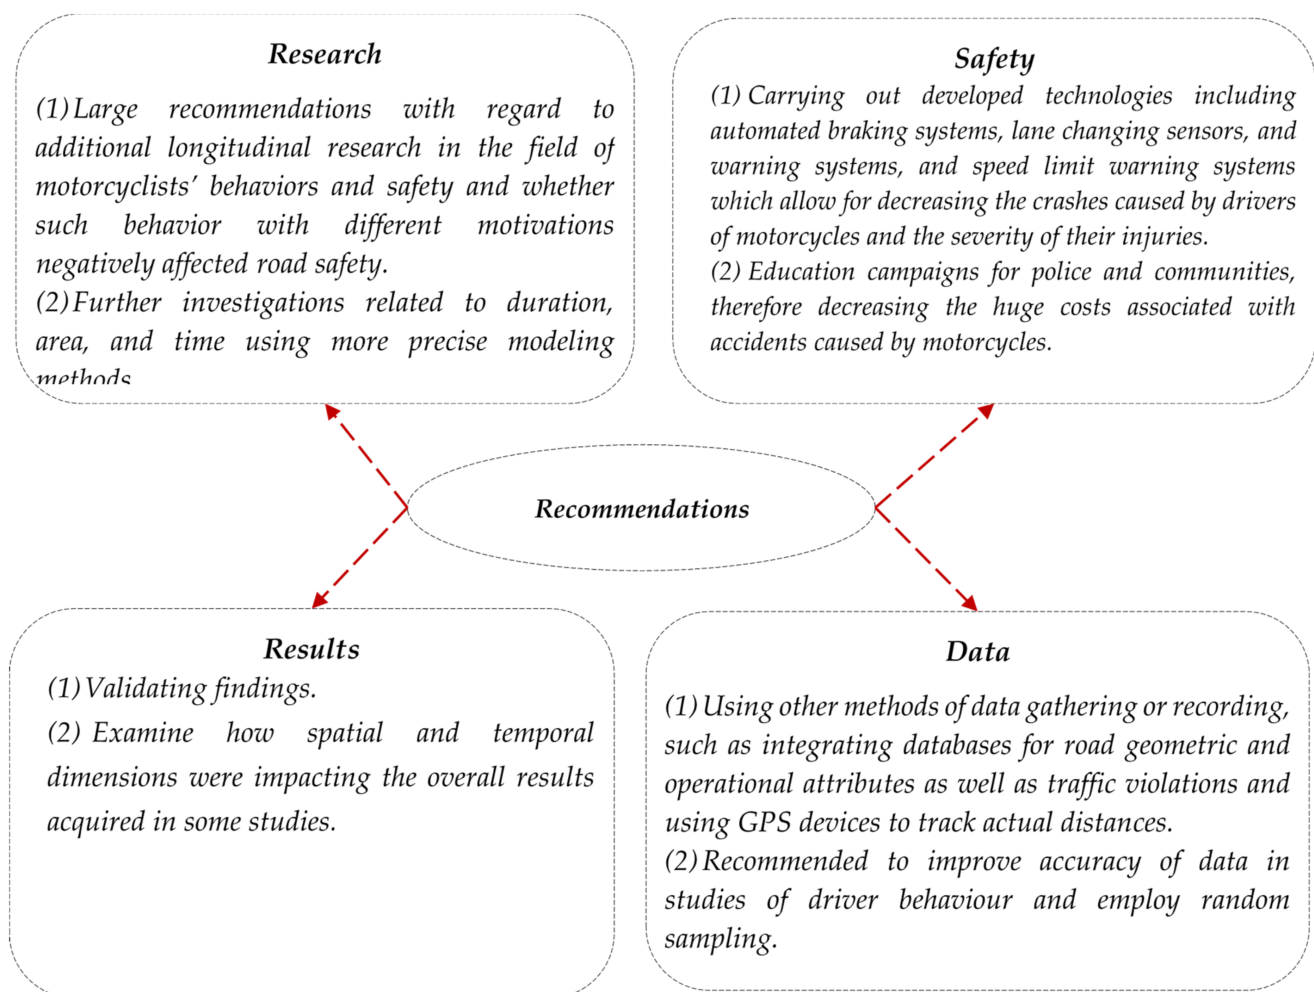 Research
(1) Large recommendations with regard to
additional longitudinal research in the field of
motorcyclists' behaviors and safety and whether
such behavior with different motivations
negatively affected road safety.
(2) Further investigations related to duration,
area, and time using more precise modeling
methods
Safety
(1) Carrying out developed technologies including
automated braking systems, lane changing sensors, and
warning systems, and speed limit warning systems
which allow for decreasing the crashes caused by drivers
of motorcycles and the severity of their injuries.
(2) Education campaigns for police and communities,
therefore decreasing the huge costs associated with
accidents caused by motorcycles.
Recommendations
Results
(1) Validating findings.
(2) Examine how spatial and temporal
dimensions were impacting the overall results
acquired in some studies.
Data
(1) Using other methods of data gathering or recording,
such as integrating databases for road geometric and
operational attributes as well as traffic violations and
using GPS devices to track actual distances.
(2) Recommended to improve accuracy of data in
studies of driver behaviour and employ random
sampling.